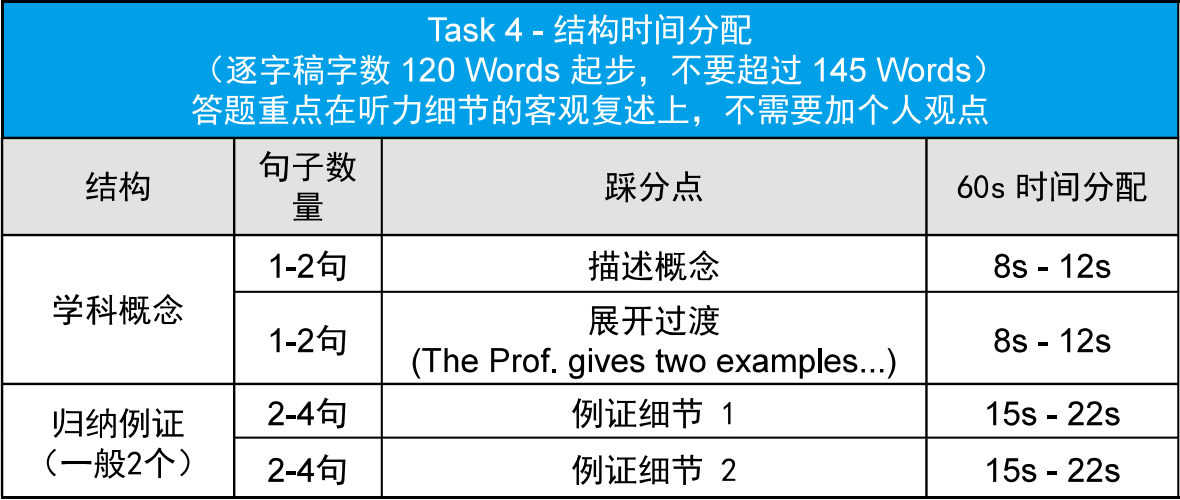 Task 4 - 结构时间分配
（逐字稿字数 120 Words 起步，不要超过 145 Words）
答题重点在听力细节的客观复述上，不需要加个人观点
结构
句子数
量
踩分点
60s 时间分配
学科概念
1-2句
描述概念
8s - 12s
1-2句
展开过渡
(The Prof. gives two examples...)
8s - 12s
归纳例证
（一般2个）
2-4句
例证细节 1
15s - 22s
2-4句
例证细节 2
15s - 22s